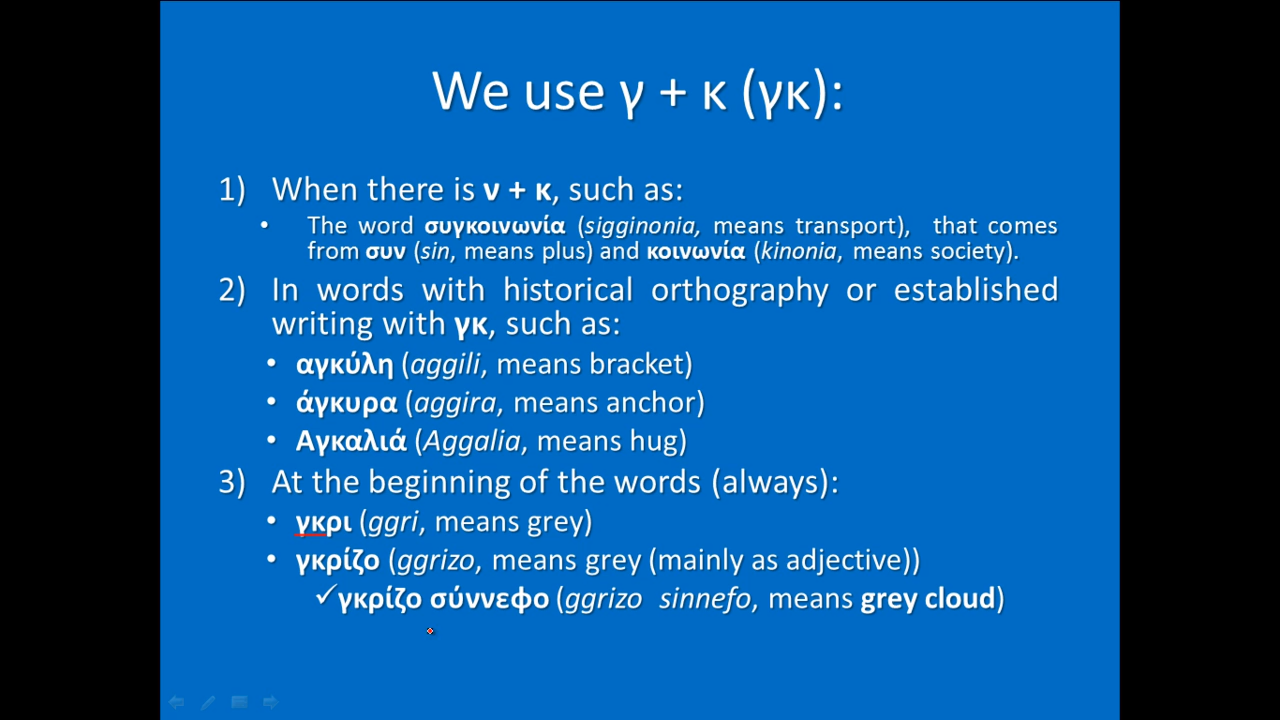 We use γ + κ (γκ):
1) When there is ν + κ, such as:
• The word συγκοινωνία (sigginonia, means transport), that comes
from συν (sin, means plus) and κοινωνία (kinonia, means society).
2) In words with historical orthography or established
writing with γκ, such as:
• αγκύλη (aggili, means bracket)
• άγκυρα (aggira, means anchor)
• Αγκαλιά (Aggalia, means hug)
3) At the beginning of the words (always):
• γκρι (ggri, means grey)
• γκρίζο (ggrizo, means grey (mainly as adjective))
✓γκρίζο σύννεφο (ggrizo sinnefo, means grey cloud)